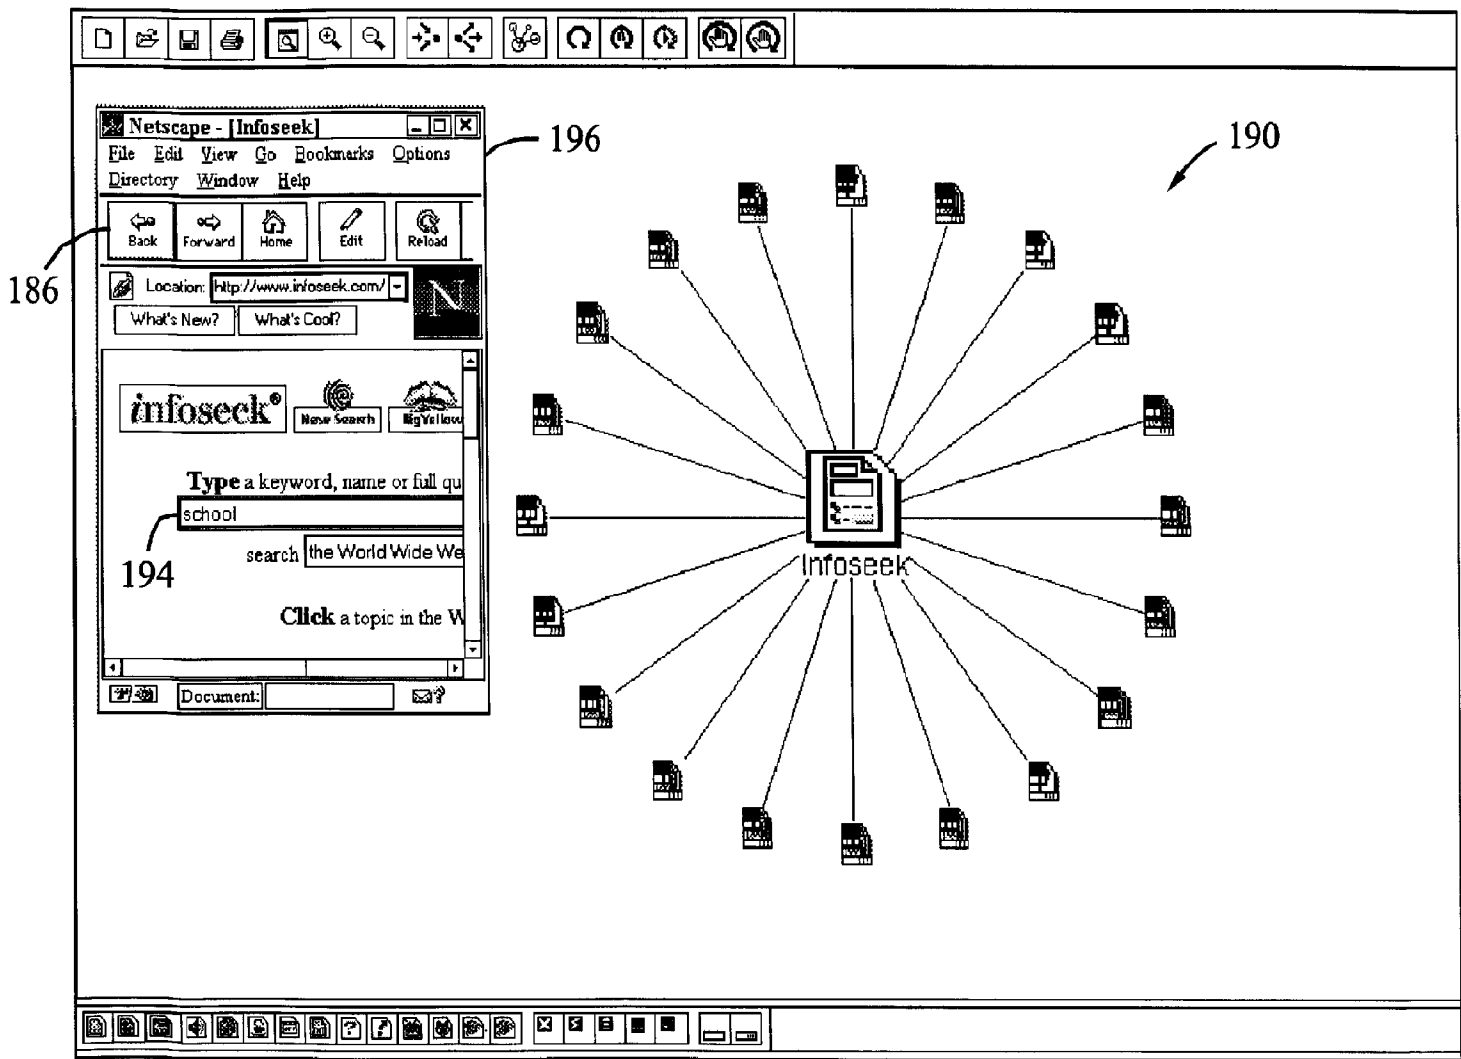 Netscape - [Infoseek]
196
190
File Edit View Go Bookmarks Options
Directory Window Help
Back Forward Home Edit Reload
186
Location: http://www.infoseek.com/
N
What's New? What's Cool?
infoseek®
New Search
BigYellow
Type a keyword, name or full qu
school
search the World Wide We
194
Click a topic in the W
Infoseek
Document: